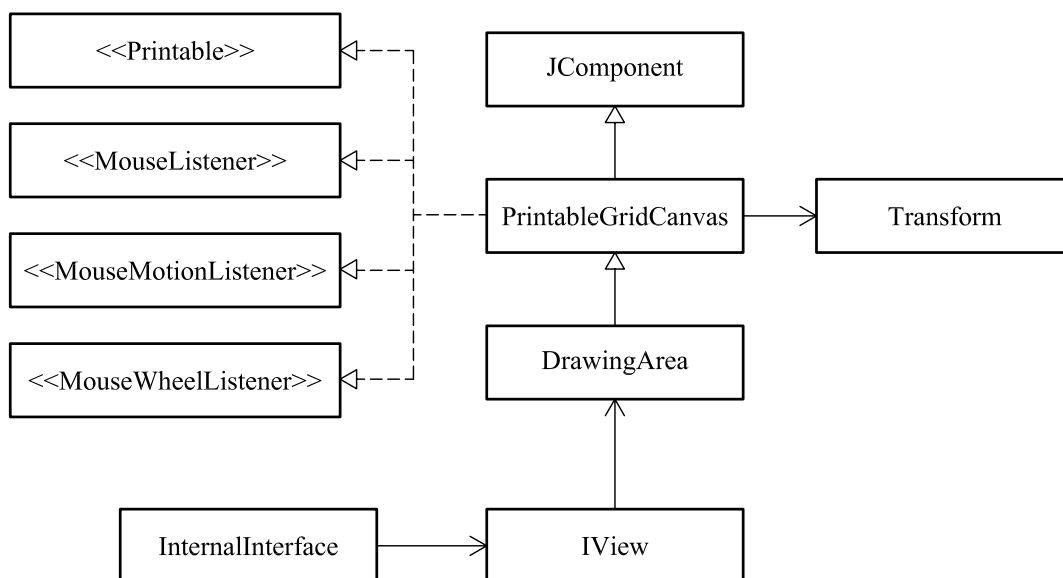 <<Printable>>
JComponent
<<MouseListener>>
PrintableGridCanvas
Transform
<<MouseMotionListener>>
DrawingArea
<<MouseWheelListener>>
InternalInterface
IView